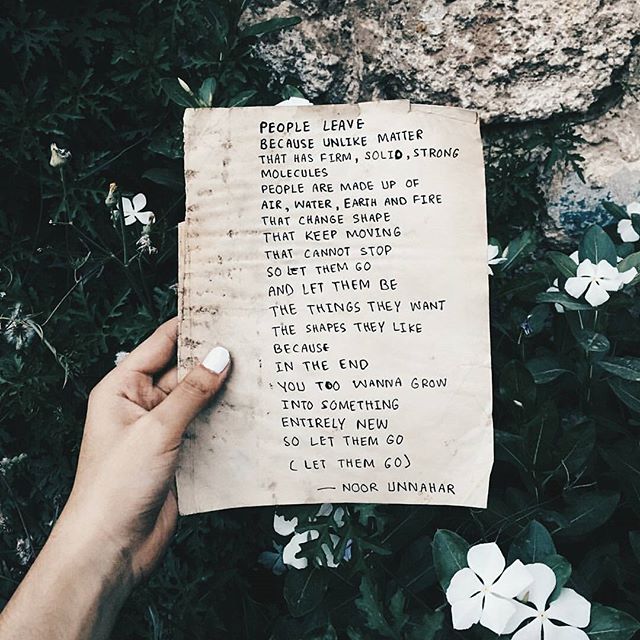 PEOPLE LEAVE
BECAUSE UNLIKE MATTER
THAT HAS FIRM, SOLID, STRONG
MOLECULES
PEOPLE ARE MADE UP OF
AIR, WATER, EARTH AND FIRE
THAT CHANGE SHAPE
THAT KEEP MOVING
THAT CANNOT STOP
SO LET THEM GO
AND LET THEM BE
THE THINGS THEY WANT
THE SHAPES THEY LIKE
BECAUSE
IN THE END
YOU TOO WANNA GROW
INTO SOMETHING
ENTIRELY NEW
SO LET THEM GO
(LET THEM GO)
— NOOR UNNAHAR